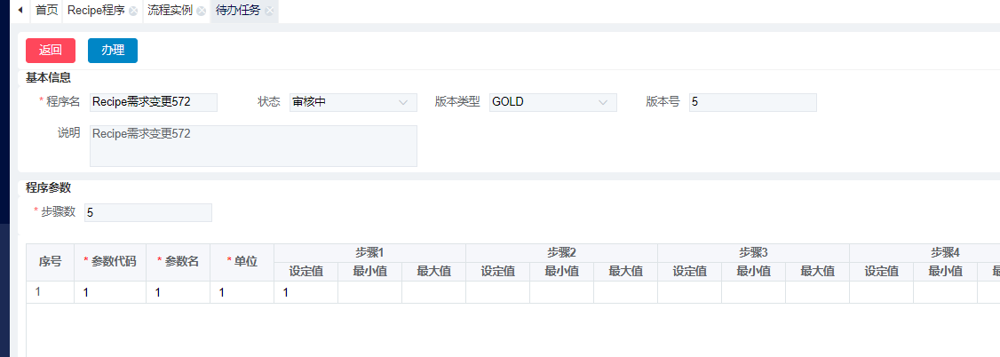 首页 Recipe程序 流程实例 待办任务
返回 办理
基本信息
* 程序名 Recipe需求变更572 状态 审核中 版本类型 GOLD 版本号 5
说明 Recipe需求变更572
程序参数
* 步骤数 5
序号 * 参数代码 * 参数名 * 单位 步骤1 步骤2 步骤3 步骤4
设定值 最小值 最大值 设定值 最小值 最大值 设定值 最小值 最大值 设定值 最小值
1 1 1 1 1